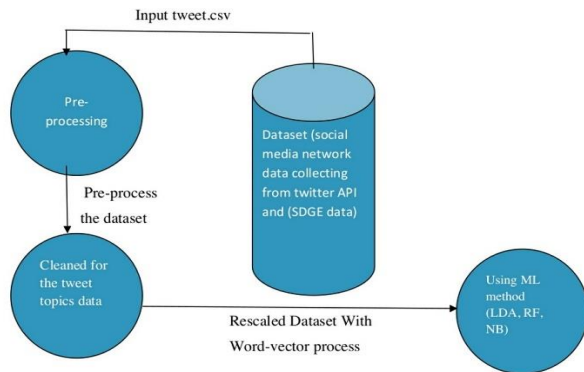 Input tweet.csv
Pre-
processing
Dataset (social
media network
data collecting
from twitter API
and (SDGE data)
Pre-process
the dataset
Cleaned for
the tweet
topics data
Rescaled Dataset With
Word-vector process
Using ML
method
(LDA, RF,
NB)